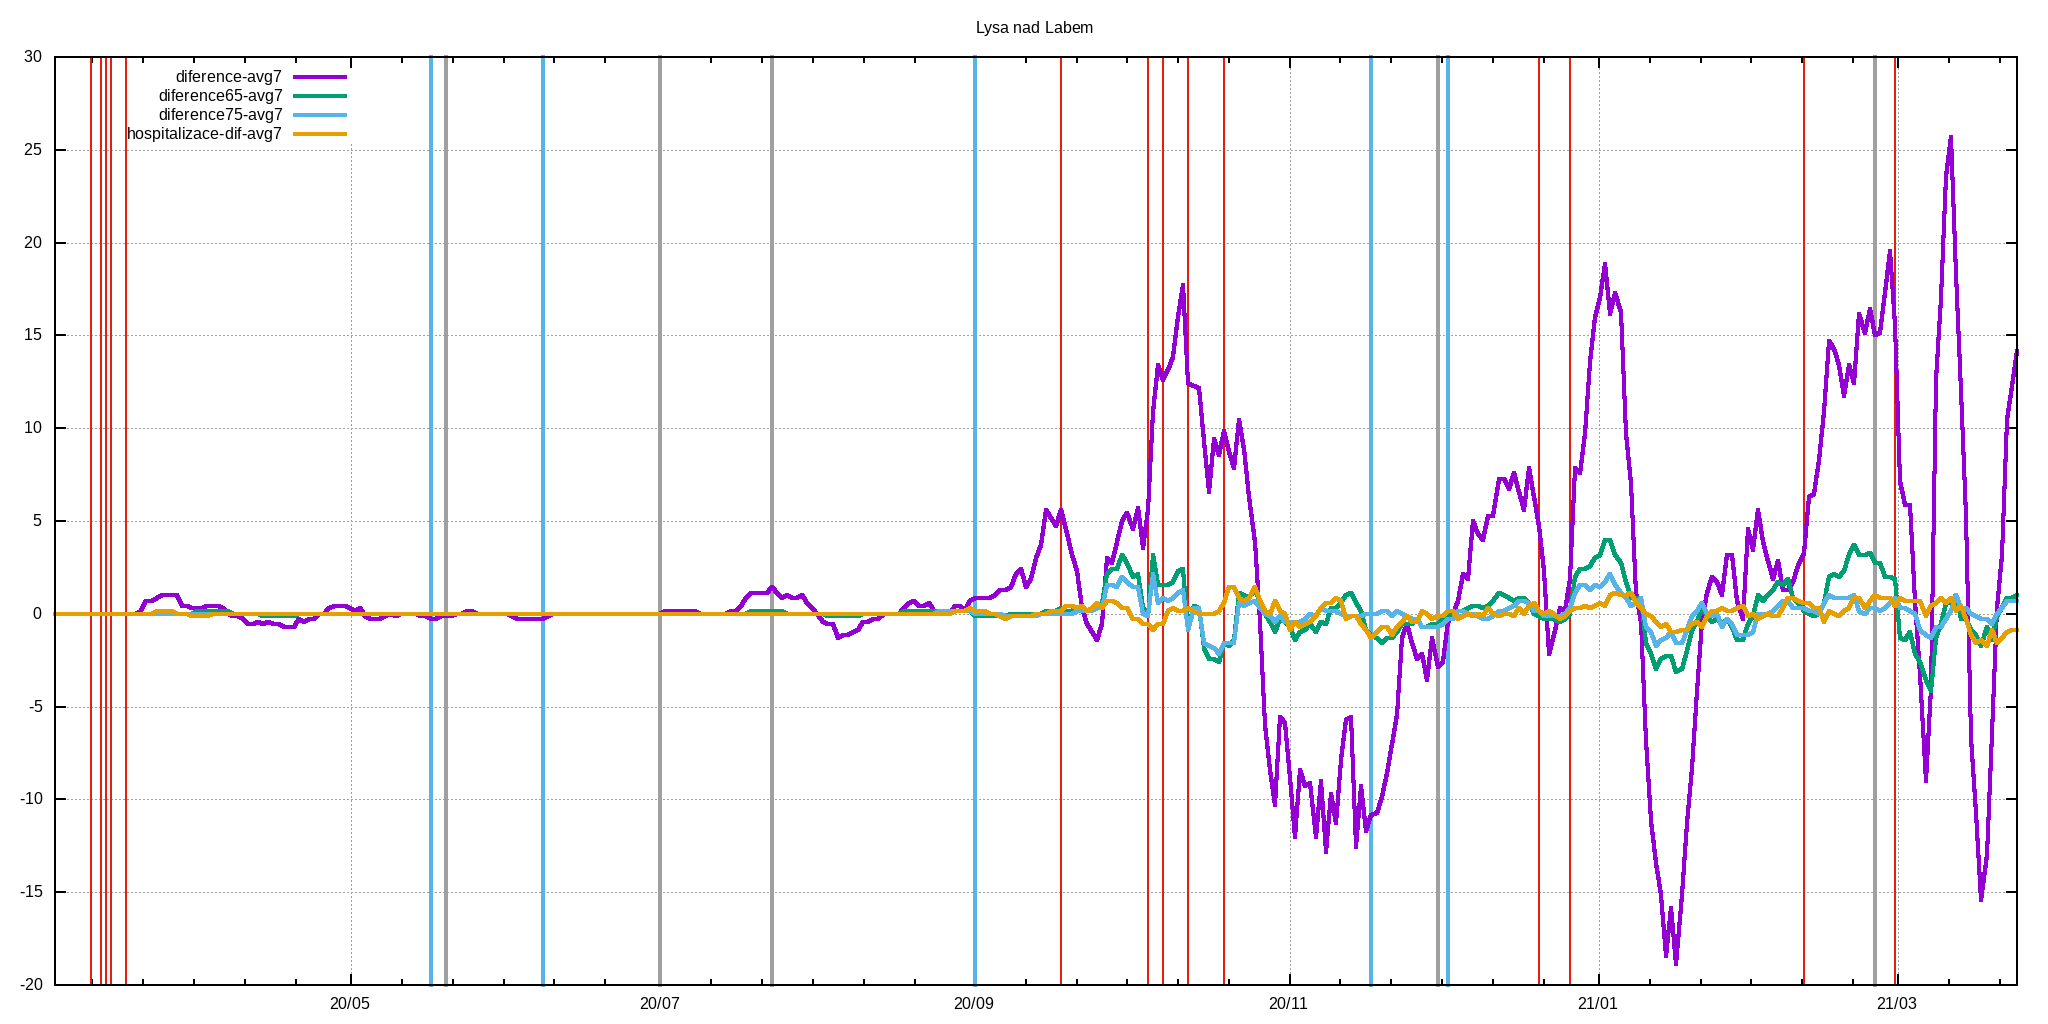 Lysa nad Labem
30
diference-avg7
diference65-avg7
diference75-avg7
hospitalizace-dif-avg7
25
20
15
10
5
0
-5
-10
-15
-20
20/05 20/07 20/09 20/11 21/01 21/03